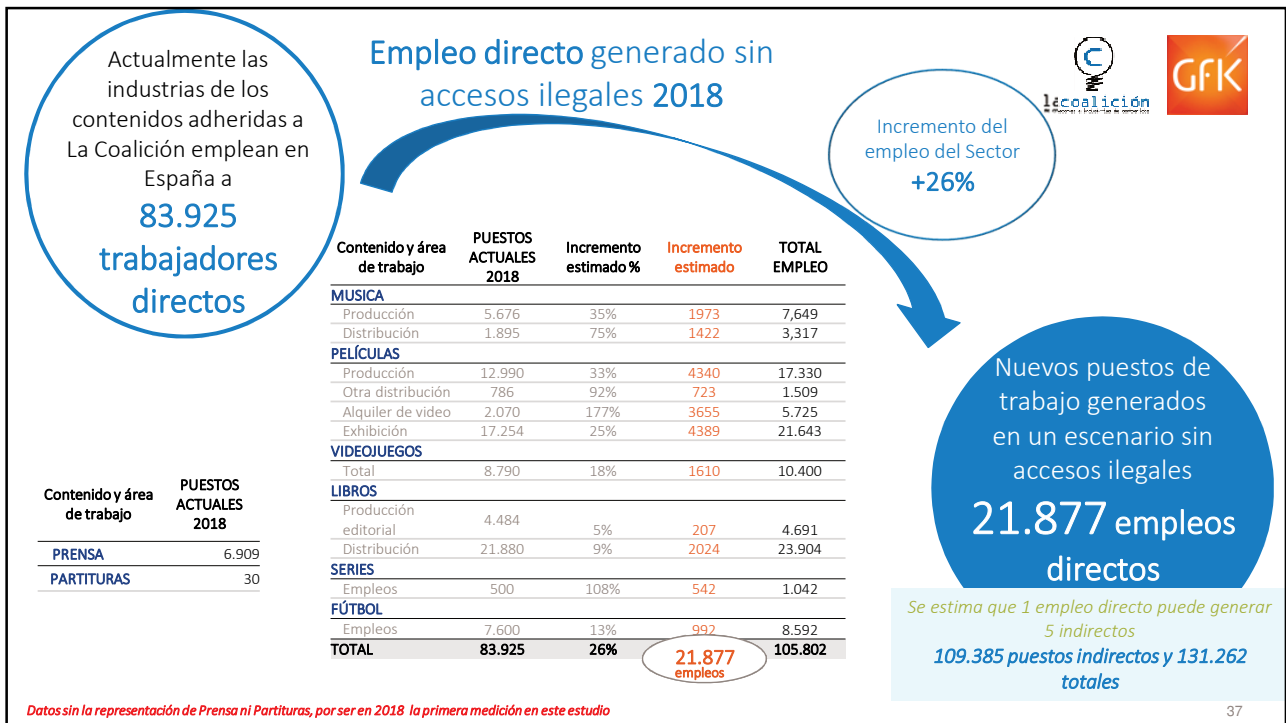 Actualmente las
industrias de los
contenidos adheridas a
La Coalición emplean en
España a
83.925
trabajadores
directos
Empleo directo generado sin
accesos ilegales 2018
Incremento del
empleo del Sector
+26%
C
lacoalición
GfK
Contenido y área
de trabajo
PUESTOS
ACTUALES
2018
Incremento
estimado %
Incremento
estimado
TOTAL
EMPLEO
MUSICA
Producción 5.676 35% 1973 7,649
Distribución 1.895 75% 1422 3,317
PELÍCULAS
Producción 12.990 33% 4340 17.330
Otra distribución 786 92% 723 1.509
Alquiler de video 2.070 177% 3655 5.725
Exhibición 17.254 25% 4389 21.643
VIDEOJUEGOS
Total 8.790 18% 1610 10.400
LIBROS
Producción
editorial 4.484 5% 207 4.691
Distribución 21.880 9% 2024 23.904
SERIES
Empleos 500 108% 542 1.042
FÚTBOL
Empleos 7.600 13% 992 8.592
TOTAL 83.925 26% 21.877 105.802
empleos
Contenido y área
de trabajo
PUESTOS
ACTUALES
2018
PRENSA 6.909
PARTITURAS 30
Nuevos puestos de
trabajo generados
en un escenario sin
accesos ilegales
21.877 empleos
directos
Se estima que 1 empleo directo puede generar
5 indirectos
109.385 puestos indirectos y 131.262
totales
Datos sin la representación de Prensa ni Partituras, por ser en 2018 la primera medición en este estudio
37